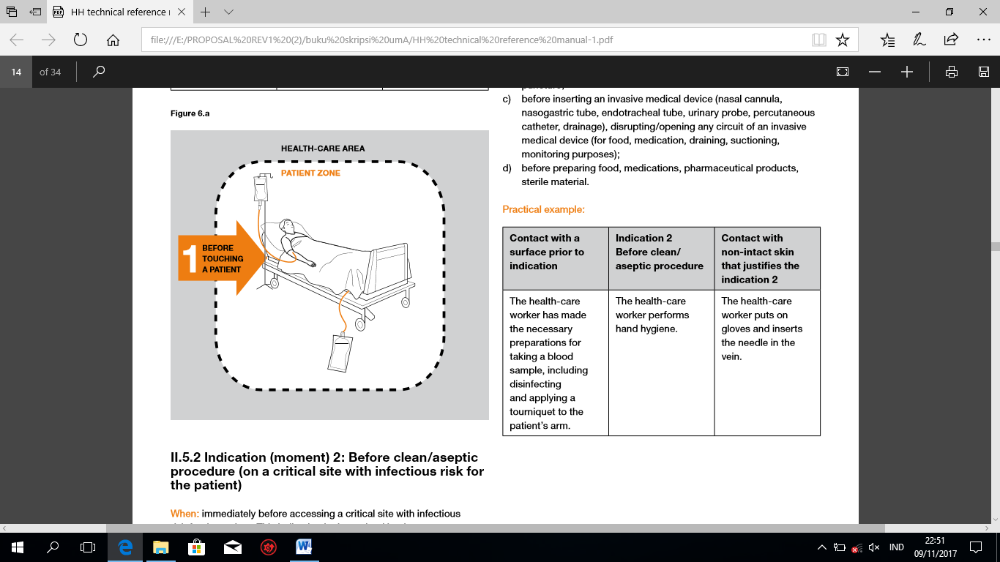 HH technical reference
file:///E:/PROPOSAL%20REV1%20(2)/buku%20skripsi%20umA/HH%20technical%20reference%20manual-1.pdf
14 of 34
Figure 6.a
HEALTH-CARE AREA
PATIENT ZONE
1
BEFORE
TOUCHING
A PATIENT
II.5.2 Indication (moment) 2: Before clean/aseptic
procedure (on a critical site with infectious risk for
the patient)
When: immediately before accessing a critical site with infectious
c) before inserting an invasive medical device (nasal cannula,
nasogastric tube, endotracheal tube, urinary probe, percutaneous
catheter, drainage), disrupting/opening any circuit of an invasive
medical device (for food, medication, draining, suctioning,
monitoring purposes);
d) before preparing food, medications, pharmaceutical products,
sterile material.
Practical example:
Contact with a
surface prior to
indication
Indication 2
Before clean/
aseptic procedure
Contact with
non-intact skin
that justifies the
indication 2
The health-care
worker has made
the necessary
preparations for
taking a blood
sample, including
disinfecting
and applying a
tourniquet to the
patient's arm.
The health-care
worker performs
hand hygiene.
The health-care
worker puts on
gloves and inserts
the needle in the
vein.
IND
22:51
09/11/2017